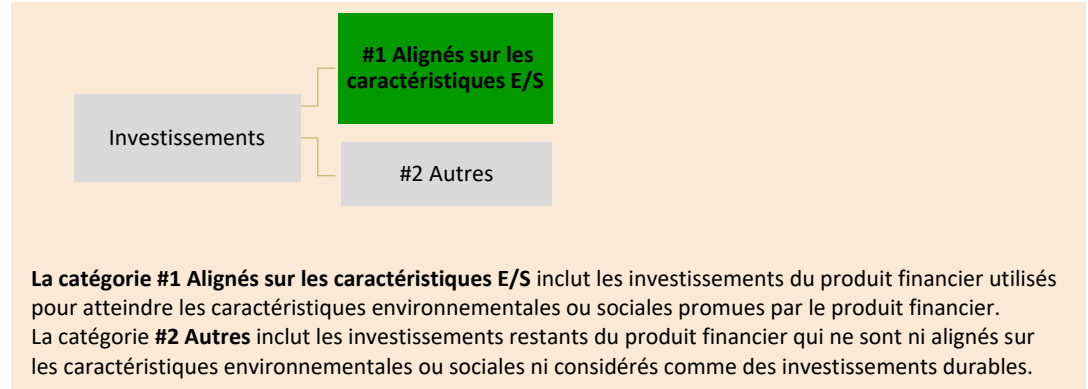 #1 Alignés sur les
caractéristiques E/S
Investissements
#2 Autres
La catégorie #1 Alignés sur les caractéristiques E/S inclut les investissements du produit financier utilisés
pour atteindre les caractéristiques environnementales ou sociales promues par le produit financier.
La catégorie #2 Autres inclut les investissements restants du produit financier qui ne sont ni alignés sur
les caractéristiques environnementales ou sociales ni considérés comme des investissements durables.